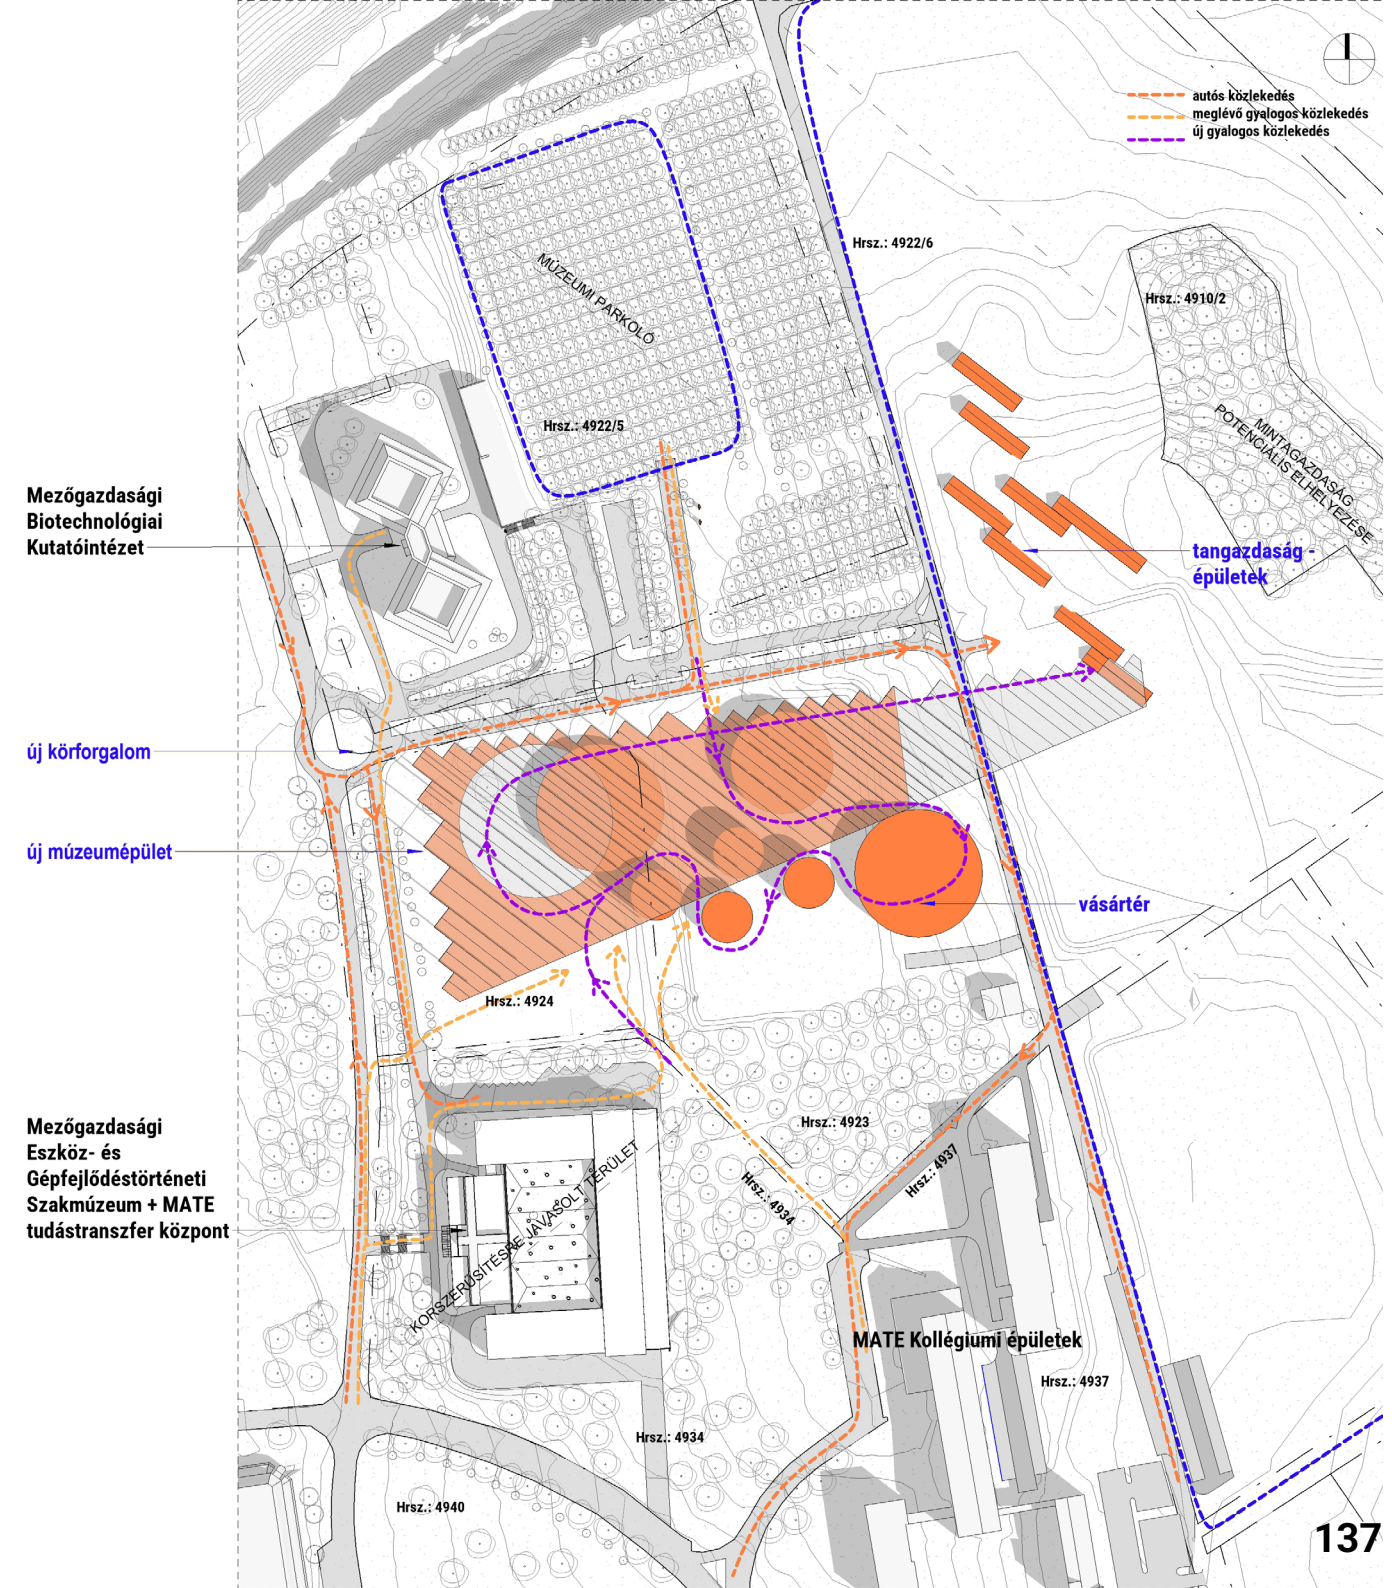 autós közlekedés
meglévő gyalogos közlekedés
új gyalogos közlekedés
Hrsz.: 4922/6
Hrsz.: 4910/2
MÚZEUMI PARKOLÓ
Hrsz.: 4922/5
MINTAGAZDASÁG
POTENCIÁLIS ELHELYEZÉSE
Mezőgazdasági
Biotechnológiai
Kutatóintézet
tangazdaság -
épületek
új körforgalom
új múzeumépület
vásártér
Hrsz.: 4924
Hrsz.: 4923
Mezőgazdasági
Eszköz- és
Gépfejlődéstörténeti
Szakmúzeum + MATE
tudástranszfer központ
Hrsz.: 4937
Hrsz.: 4934
KORSZERŰSÍTÉSRE JAVASOLT TERÜLET
MATE Kollégiumi épületek
Hrsz.: 4937
Hrsz.: 4934
Hrsz.: 4940
137